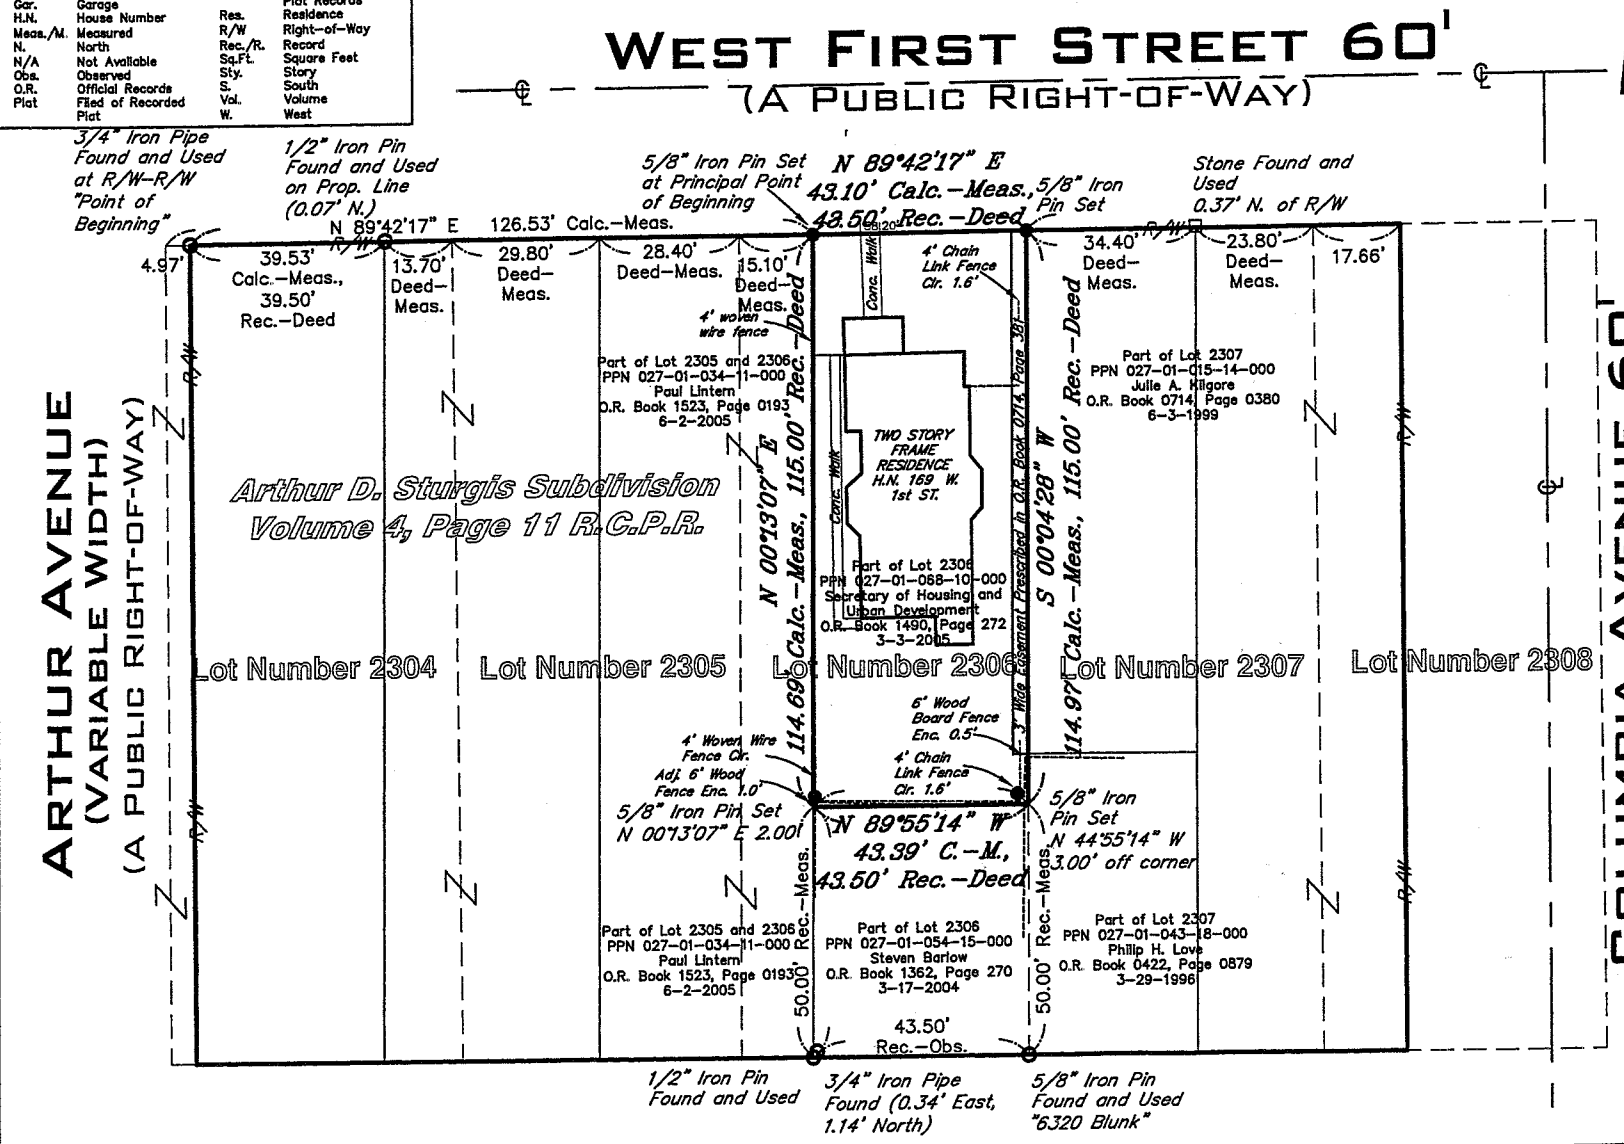 Gar. Garage
Plat Records
H.N. House Number
Res. Residence
Meas./M. Measured
R/W Right-of-Way
N. North
Rec./R. Record
N/A Not Available
Sq.Ft. Square Feet
Obs. Observed
Sty. Story
O.R. Official Records
S. South
Plat Filed of Recorded
Plat
Vol. Volume
W. West
WEST FIRST STREET 60'
(A PUBLIC RIGHT-OF-WAY)
3/4" Iron Pipe
Found and Used
at R/W-R/W
"Point of
Beginning"
1/2" Iron Pin
Found and Used
on Prop. Line
(0.07' N.)
5/8" Iron Pin Set
at Principal Point
of Beginning
N 89°42'17" E
43.10' Calc.-Meas.,
43.50' Rec.-Deed
5/8" Iron
Pin Set
Stone Found and
Used
0.37' N. of R/W
N 89°42'17" E
126.53' Calc.-Meas.
R/W
R/W
4.97'
39.53'
Calc.-Meas.,
39.50'
Rec.-Deed
13.70'
Deed-
Meas.
29.80'
Deed-
Meas.
28.40'
Deed-Meas.
15.10'
Deed-
Meas.
Conc. Walk
4' Chain
Link Fence
Clr. 1.6'
34.40'
Deed-
Meas.
23.80'
Deed-
Meas.
17.66'
4' woven
wire fence
R/W
Part of Lot 2305 and 2306
PPN 027-01-034-11-000
Paul Lintern
O.R. Book 1523, Page 0193
6-2-2005
N 00°13'07" E
114.69' Calc.-Meas., 115.00' Rec.-Deed
Conc. Walk
TWO STORY
FRAME
RESIDENCE
H.N. 169 W.
1st ST.
3' Wide Easement Prescribed in O.R. Book 0714, Page 381
S 00°04'28" W
114.97' Calc.-Meas., 115.00' Rec.-Deed
Part of Lot 2307
PPN 027-01-015-14-000
Julie A. Kilgore
O.R. Book 0714, Page 0380
6-3-1999
R/W
ARTHUR AVENUE
(VARIABLE WIDTH)
(A PUBLIC RIGHT-OF-WAY)
Arthur D. Sturgis Subdivision
Volume 4, Page 11 R.C.P.R.
Part of Lot 2306
PPN 027-01-068-10-000
Secretary of Housing and
Urban Development
O.R. Book 1490, Page 272
3-3-2005
Lot Number 2304
Lot Number 2305
Lot Number 2306
Lot Number 2307
Lot Number 2308
6' Wood
Board Fence
Enc. 0.5'
4' Woven Wire
Fence Clr.
Adj. 6' Wood
Fence Enc. 1.0'
4' Chain
Link Fence
Clr. 1.6'
R/W
5/8" Iron Pin Set
N 00°13'07" E 2.00'
N 89°55'14" W
43.39' C.-M.,
43.50' Rec.-Deed
5/8" Iron
Pin Set
N 44°55'14" W
3.00' off corner
R/W
Part of Lot 2305 and 2306
PPN 027-01-034-11-000
Paul Lintern
O.R. Book 1523, Page 0193
6-2-2005
50.00' Rec.-Meas.
Part of Lot 2306
PPN 027-01-054-15-000
Steven Barlow
O.R. Book 1362, Page 270
3-17-2004
50.00' Rec.-Meas.
Part of Lot 2307
PPN 027-01-043-18-000
Philip H. Love
O.R. Book 0422, Page 0879
3-29-1996
43.50'
Rec.-Obs.
1/2" Iron Pin
Found and Used
3/4" Iron Pipe
Found (0.34' East,
1.14' North)
5/8" Iron Pin
Found and Used
"6320 Blunk"
AVENUE 60'